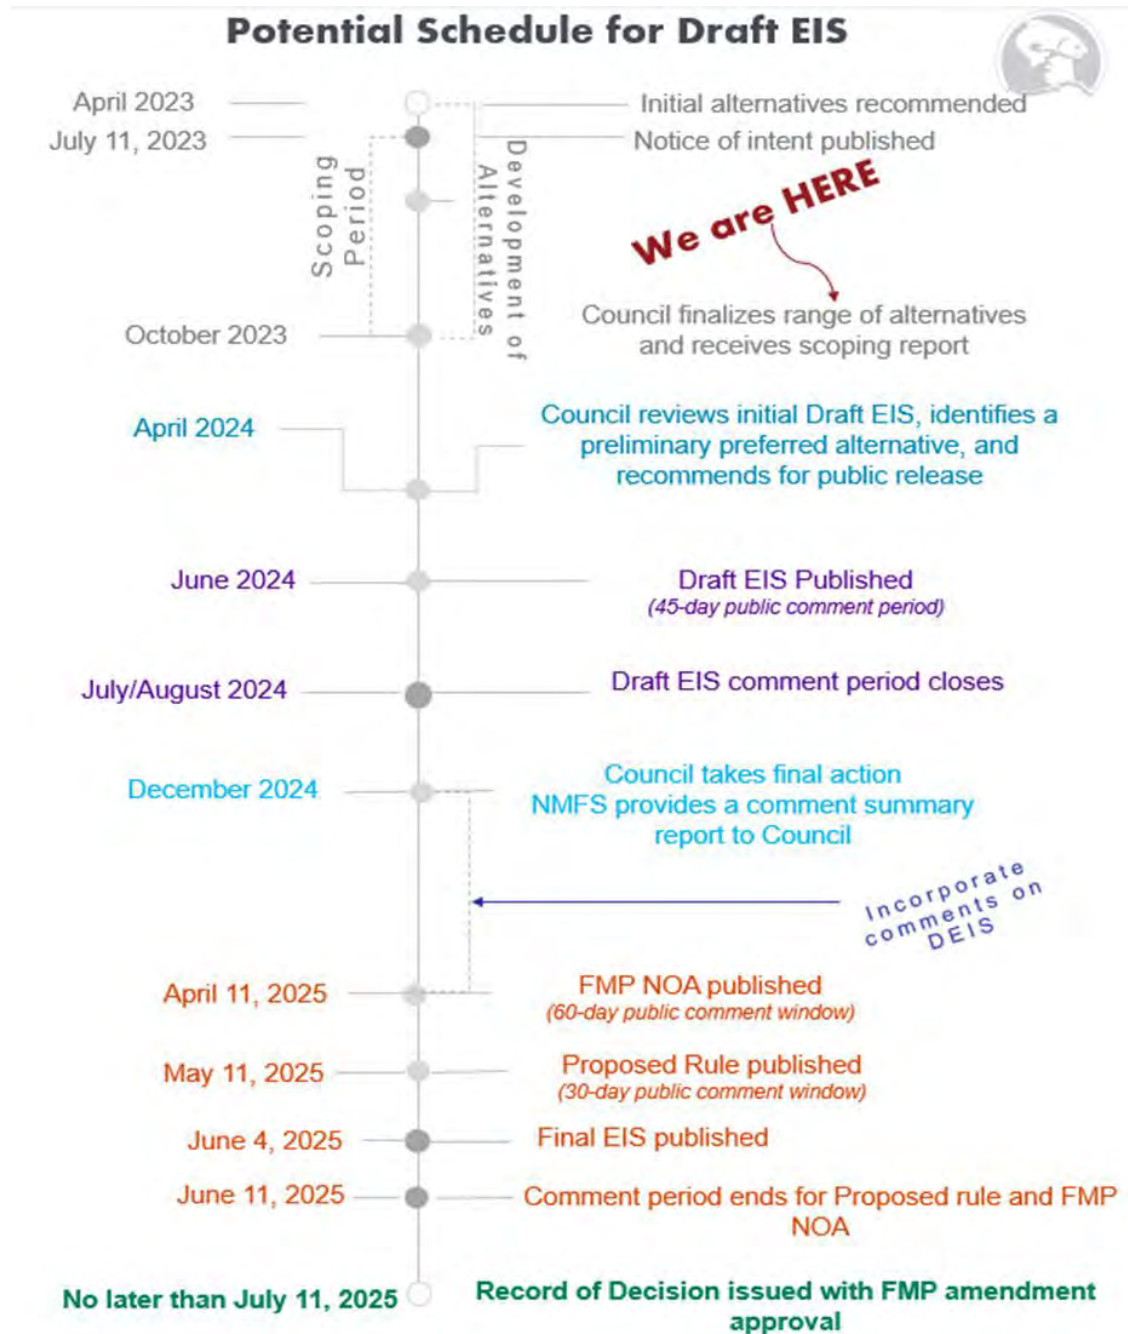 Potential Schedule for Draft EIS
April 2023
Initial alternatives recommended
July 11, 2023
Notice of intent published
Scoping
Period
Development of
Alternatives
We are HERE
October 2023
Council finalizes range of alternatives
and receives scoping report
April 2024
Council reviews initial Draft EIS, identifies a
preliminary preferred alternative, and
recommends for public release
June 2024
Draft EIS Published
(45-day public comment period)
July/August 2024
Draft EIS comment period closes
December 2024
Council takes final action
NMFS provides a comment summary
report to Council
Incorporate
comments on
DEIS
April 11, 2025
FMP NOA published
(60-day public comment window)
May 11, 2025
Proposed Rule published
(30-day public comment window)
June 4, 2025
Final EIS published
June 11, 2025
Comment period ends for Proposed rule and FMP
NOA
No later than July 11, 2025
Record of Decision issued with FMP amendment
approval